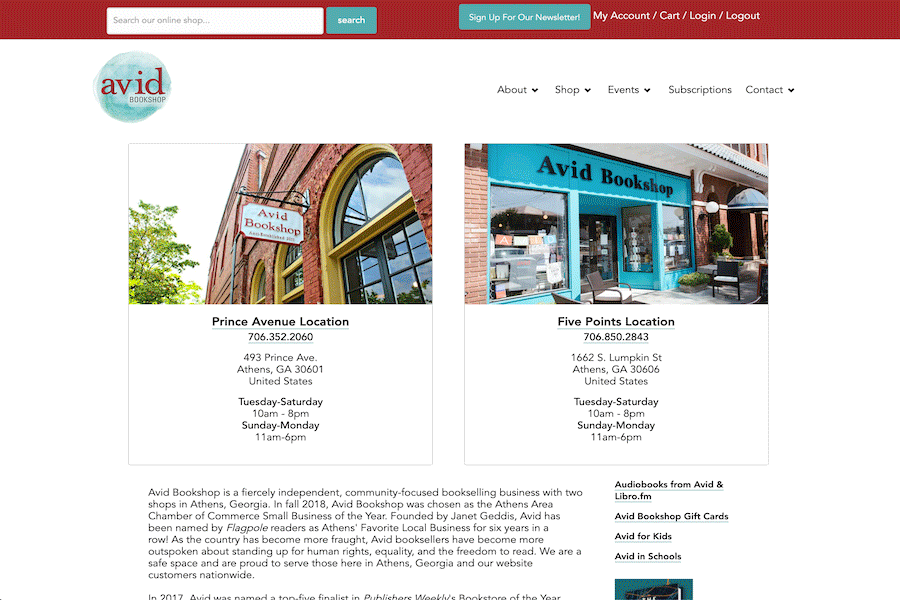 Search our online shop...
search
Sign Up For Our Newsletter!
My Account / Cart / Login / Logout
avid
BOOKSHOP
About
Shop
Events
Subscriptions
Contact
Avid
Bookshop
Avid Bookshop
Prince Avenue Location
706.352.2060
493 Prince Ave.
Athens, GA 30601
United States
Tuesday-Saturday
10am - 8pm
Sunday-Monday
11am-6pm
Five Points Location
706.850.2843
1662 S. Lumpkin St
Athens, GA 30606
United States
Tuesday-Saturday
10am - 8pm
Sunday-Monday
11am-6pm
Avid Bookshop is a fiercely independent, community-focused bookselling business with two
shops in Athens, Georgia. In fall 2018, Avid Bookshop was chosen as the Athens Area
Chamber of Commerce Small Business of the Year. Founded by Janet Geddis, Avid has
been named by Flagpole readers as Athens' Favorite Local Business for six years in a
row! As the country has become more fraught, Avid booksellers have become more
outspoken about standing up for human rights, equality, and the freedom to read. We are a
safe space and are proud to serve those here in Athens, Georgia and our website
customers nationwide.
In 2017, Avid was named a top-five finalist in Publishers Weekly's Bookstore of the Year
Audiobooks from Avid &
Libro.fm
Avid Bookshop Gift Cards
Avid for Kids
Avid in Schools